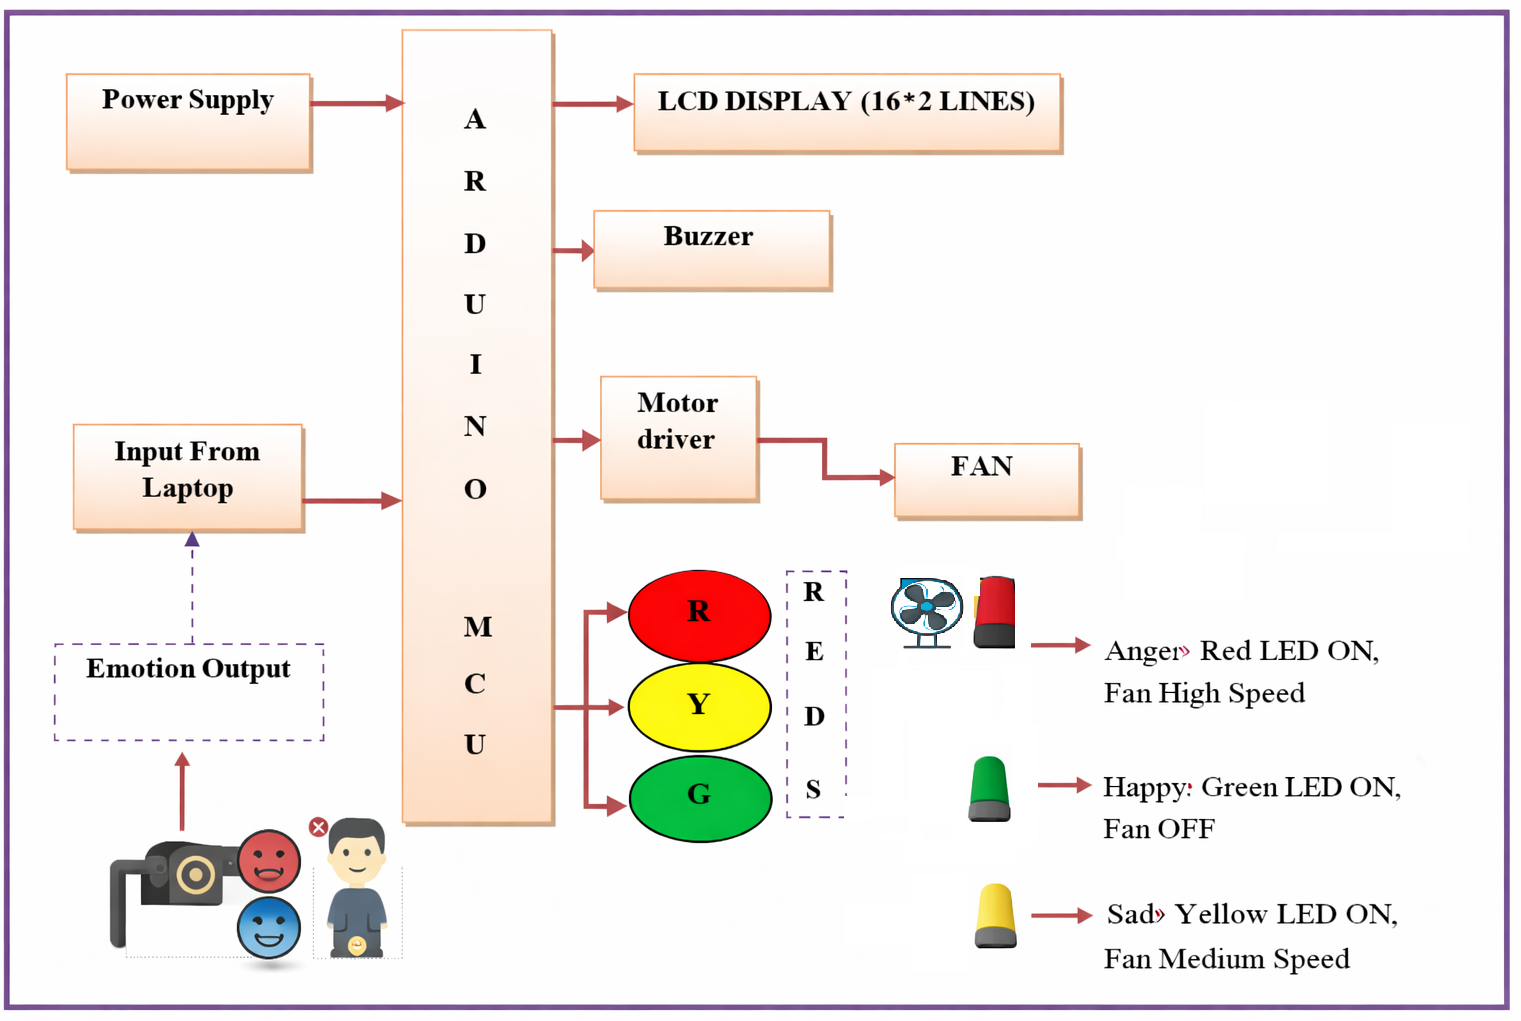 Power Supply
A
R
D
U
I
N
O
M
C
U
LCD DISPLAY (16*2 LINES)
Buzzer
Motor
driver
FAN
Input From
Laptop
Emotion Output
R
Y
G
R
E
D
S
Anger» Red LED ON,
Fan High Speed
Happy: Green LED ON,
Fan OFF
Sad» Yellow LED ON,
Fan Medium Speed